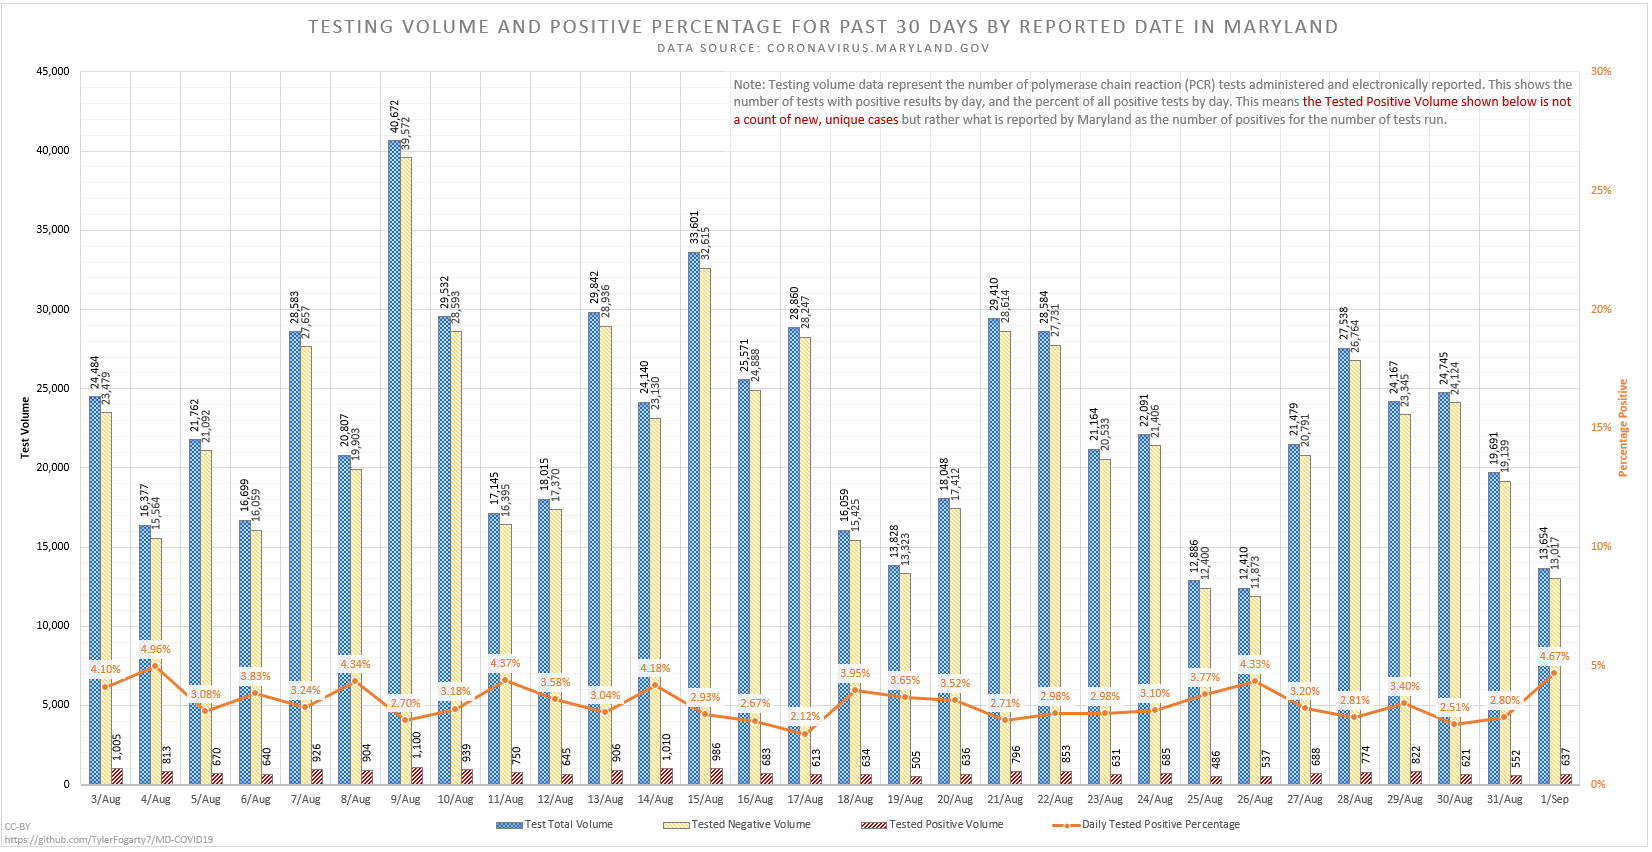 TESTING VOLUME AND POSITIVE PERCENTAGE FOR PAST 30 DAYS BY REPORTED DATE IN MARYLAND
DATA SOURCE: CORONAVIRUS.MARYLAND.GOV
Note: Testing volume data represent the number of polymerase chain reaction (PCR) tests administered and electronically reported. This shows the
number of tests with positive results by day, and the percent of all positive tests by day. This means the Tested Positive Volume shown below is not
a count of new, unique cases but rather what is reported by Maryland as the number of positives for the number of tests run.
Test Volume
45,000
40,000
35,000
30,000
25,000
20,000
15,000
10,000
5,000
0
Percentage Positive
30%
25%
20%
15%
10%
5%
0%
24,484 23,479 4.10% 1,005 3/Aug
16,377 15,564 4.96% 813 4/Aug
21,762 21,092 3.08% 670 5/Aug
16,699 16,059 3.83% 640 6/Aug
28,583 27,657 3.24% 926 7/Aug
20,807 19,903 4.34% 904 8/Aug
40,672 39,572 2.70% 1,100 9/Aug
29,532 28,593 3.18% 939 10/Aug
17,145 16,395 4.37% 750 11/Aug
18,015 17,370 3.58% 645 12/Aug
29,842 28,936 3.04% 906 13/Aug
24,140 23,130 4.18% 1,010 14/Aug
33,601 32,615 2.93% 986 15/Aug
25,571 24,888 2.67% 683 16/Aug
28,860 28,247 2.12% 613 17/Aug
16,059 15,425 3.95% 634 18/Aug
13,828 13,323 3.65% 505 19/Aug
18,048 17,412 3.52% 636 20/Aug
29,410 28,614 2.71% 796 21/Aug
28,584 27,731 2.98% 853 22/Aug
21,164 20,533 2.98% 631 23/Aug
22,091 21,406 3.10% 685 24/Aug
12,886 12,400 3.77% 486 25/Aug
12,410 11,873 4.33% 537 26/Aug
21,479 20,791 3.20% 688 27/Aug
27,538 26,764 2.81% 774 28/Aug
24,167 23,345 3.40% 822 29/Aug
24,745 24,124 2.51% 621 30/Aug
19,691 19,139 2.80% 552 31/Aug
13,654 13,017 4.67% 637 1/Sep
Test Total Volume
Tested Negative Volume
Tested Positive Volume
Daily Tested Positive Percentage
CC-BY
https://github.com/TylerFogarty7/MD-COVID19